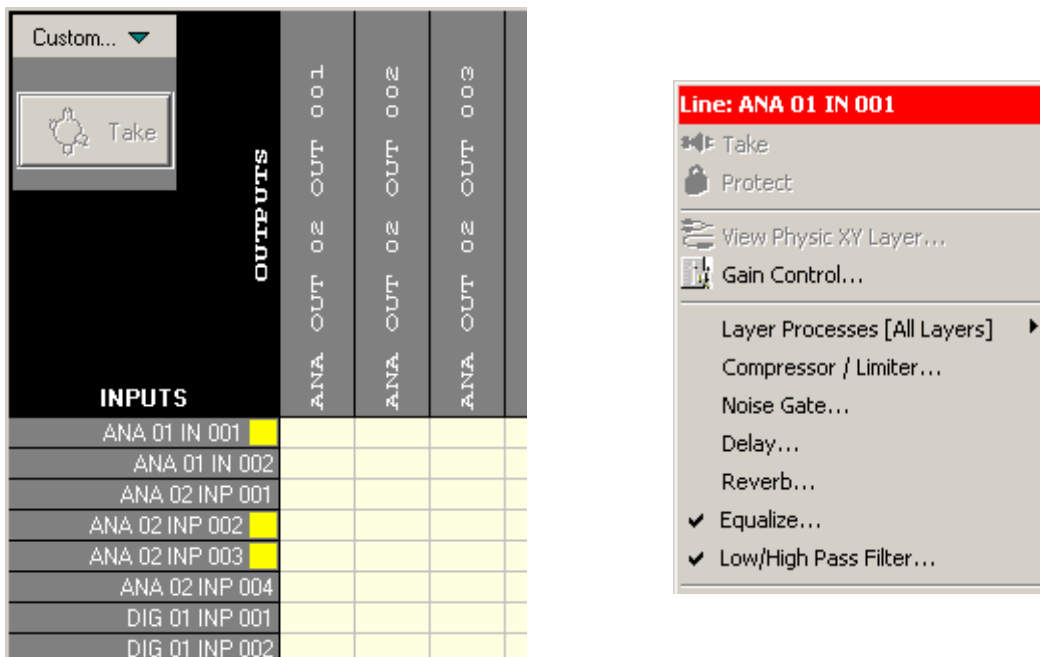 Custom...
Take
OUTPUTS
ANA OUT 02 OUT 001
ANA OUT 02 OUT 002
ANA OUT 02 OUT 003
INPUTS
ANA 01 IN 001
ANA 01 IN 002
ANA 02 INP 001
ANA 02 INP 002
ANA 02 INP 003
ANA 02 INP 004
DIG 01 INP 001
DIG 01 INP 002
Line: ANA 01 IN 001
Take
Protect
View Physic XY Layer...
Gain Control...
Layer Processes [All Layers]
Compressor / Limiter...
Noise Gate...
Delay...
Reverb...
Equalize...
Low/High Pass Filter...